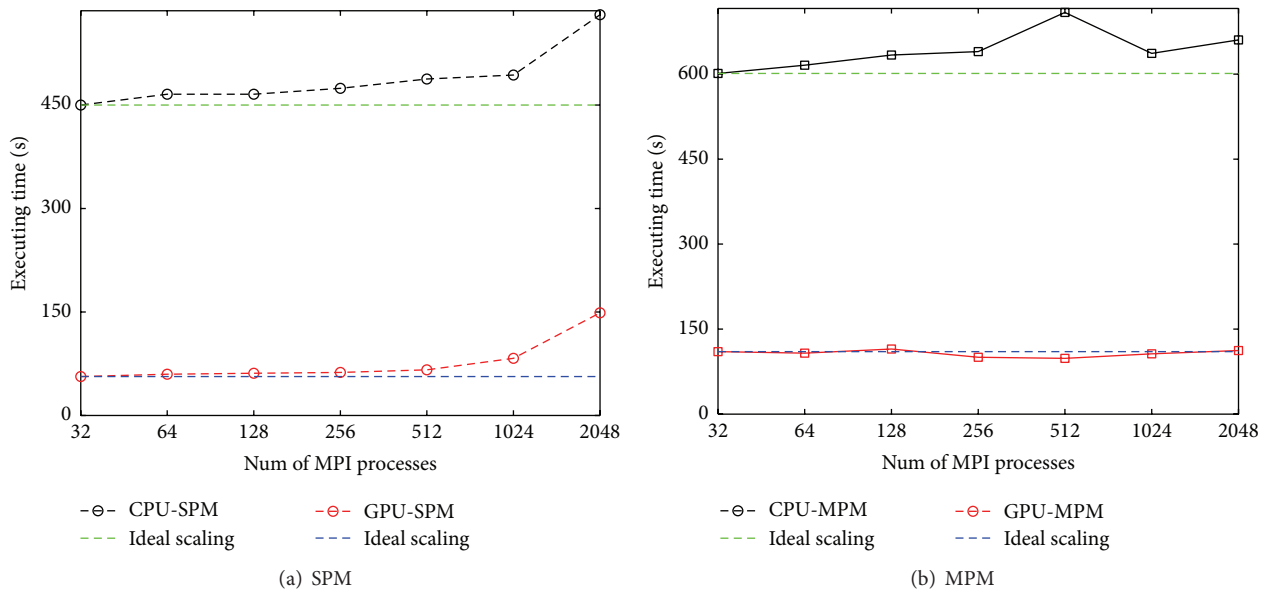 450
300
150
0
Executing time (s)
32 64 128 256 512 1024 2048
Num of MPI processes
CPU-SPM GPU-SPM
Ideal scaling Ideal scaling
(a) SPM
600
450
300
150
0
Executing time (s)
32 64 128 256 512 1024 2048
Num of MPI processes
CPU-MPM GPU-MPM
Ideal scaling Ideal scaling
(b) MPM